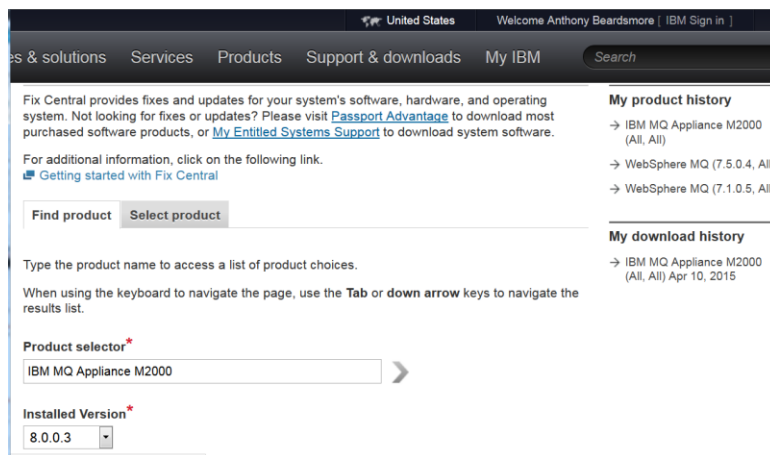 United States
Welcome Anthony Beardsmore [ IBM Sign in ]
es & solutions Services Products Support & downloads My IBM
Search
Fix Central provides fixes and updates for your system's software, hardware, and operating
system. Not looking for fixes or updates? Please visit Passport Advantage to download most
purchased software products, or My Entitled Systems Support to download system software.
For additional information, click on the following link.
Getting started with Fix Central
Find product Select product
Type the product name to access a list of product choices.
When using the keyboard to navigate the page, use the Tab or down arrow keys to navigate the
results list.
Product selector*
IBM MQ Appliance M2000
Installed Version*
8.0.0.3
My product history
IBM MQ Appliance M2000
(All, All)
WebSphere MQ (7.5.0.4, All
WebSphere MQ (7.1.0.5, All
My download history
IBM MQ Appliance M2000
(All, All) Apr 10, 2015